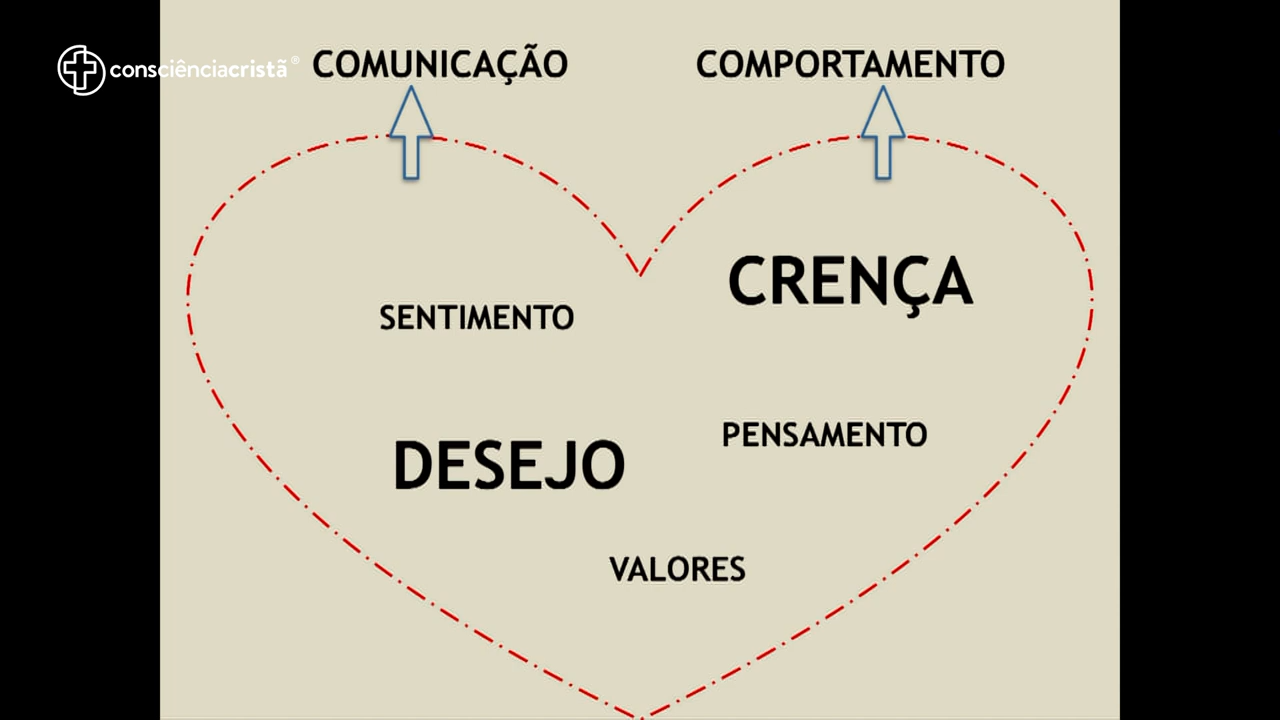 consciênciacristã®
COMUNICAÇÃO
COMPORTAMENTO
CRENÇA
SENTIMENTO
PENSAMENTO
DESEJO
VALORES